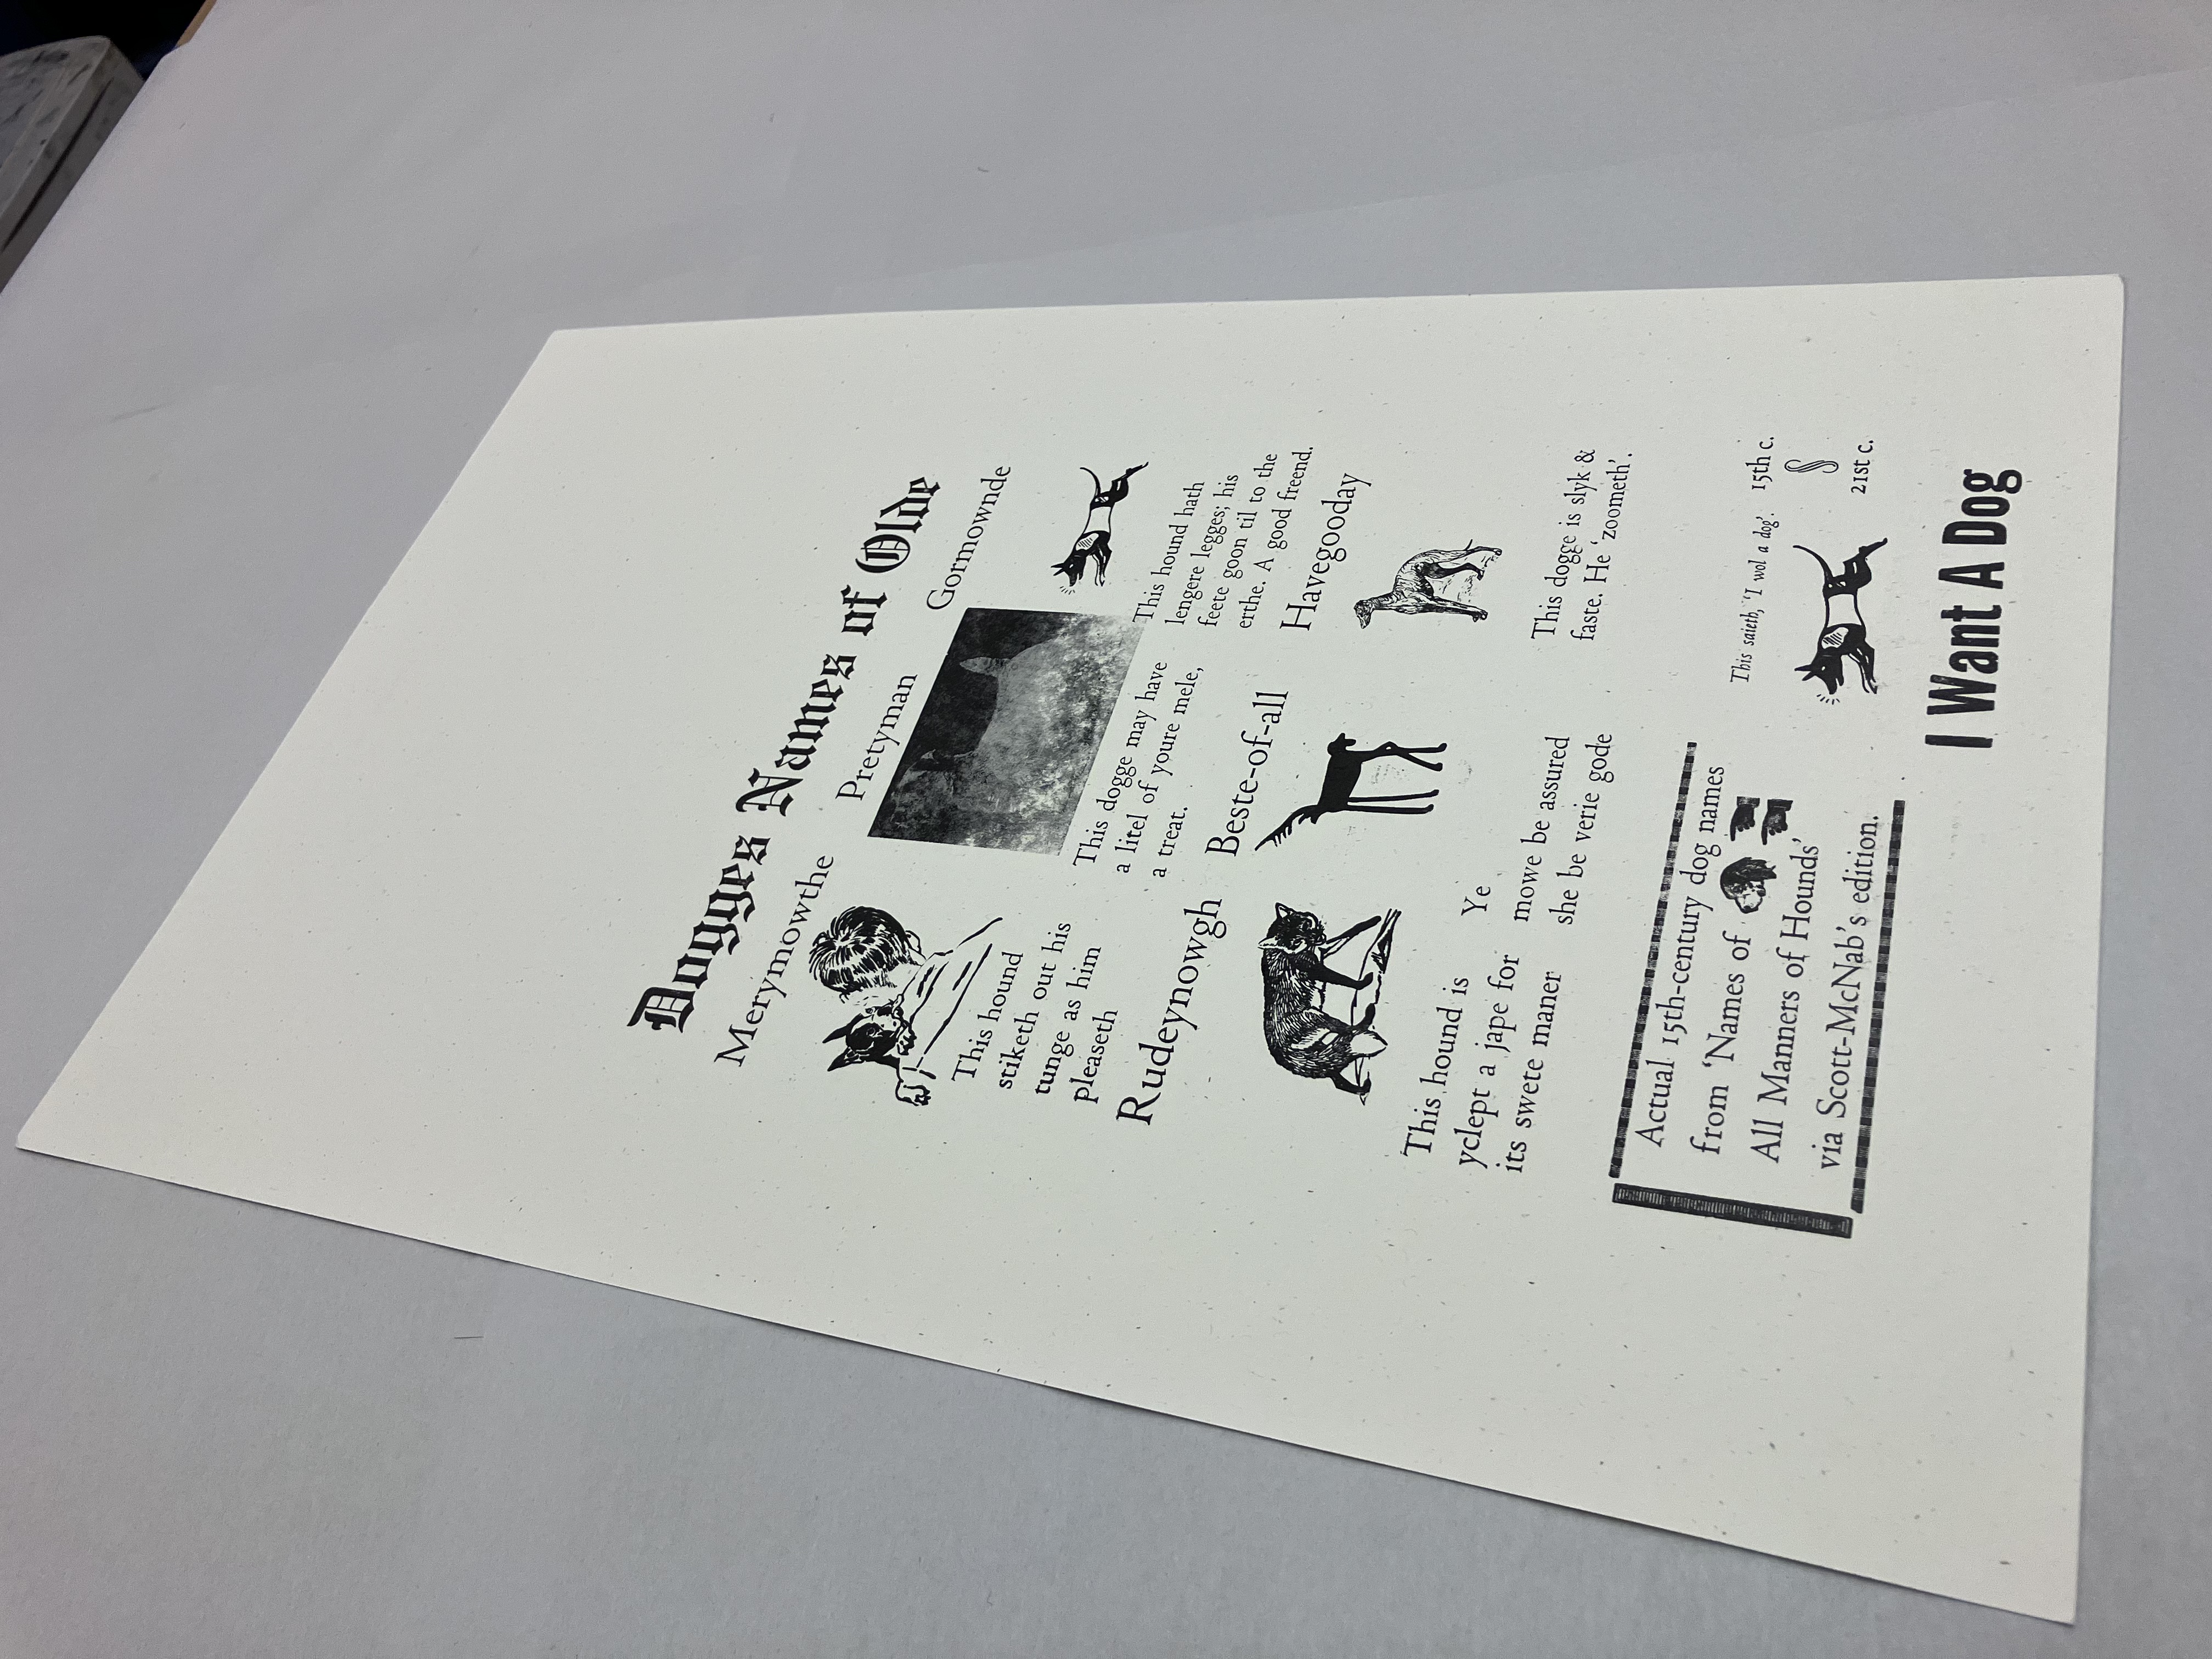 Dogges Names of Olde
Merymowthe
This hound
stiketh out his
tunge as him
pleaseth
Pretyman
This dogge may have
a litel of youre mele,
a treat.
Gormownde
This hound hath
lengere legges; his
feete goon til to the
erthe. A good freend.
Rudeynowgh
This hound is
yclept a jape for
its swete maner
Beste-of-all
Ye
mowe be assured
she be verie gode
Havegooday
This dogge is slyk &
faste. He 'zoometh'.
Actual 15th-century dog names
from 'Names of
All Manners of Hounds'
via Scott-McNab's edition.
This saieth, 'I wol a dog'.
15th c.
21st c.
I Want A Dog